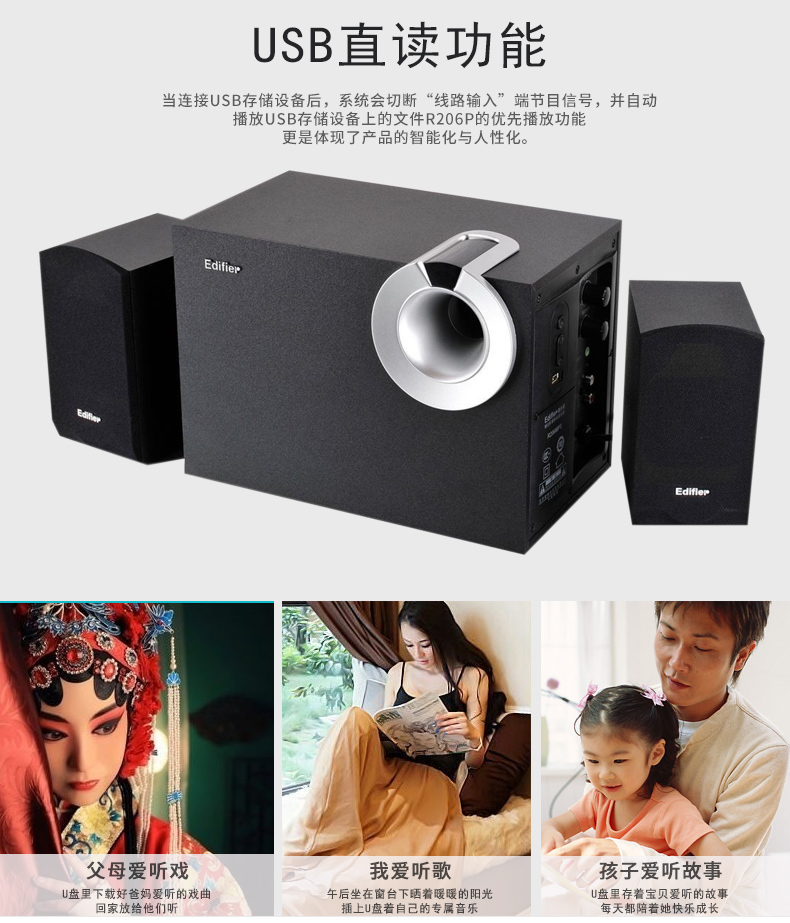 USB直读功能
当连接USB存储设备后，系统会切断“线路输入”端节目信号，并自动
播放USB存储设备上的文件R206P的优先播放功能
更是体现了产品的智能化与人性化。
Edifier
Edifier
Edifier
Edifier
父母爱听戏
U盘里下载好爸妈爱听的戏曲
回家放给他们听
我爱听歌
午后坐在窗台下晒着暖暖的阳光
插上U盘着自己的专属音乐
孩子爱听故事
U盘里存着宝贝爱听的故事
每天都陪着她快乐成长